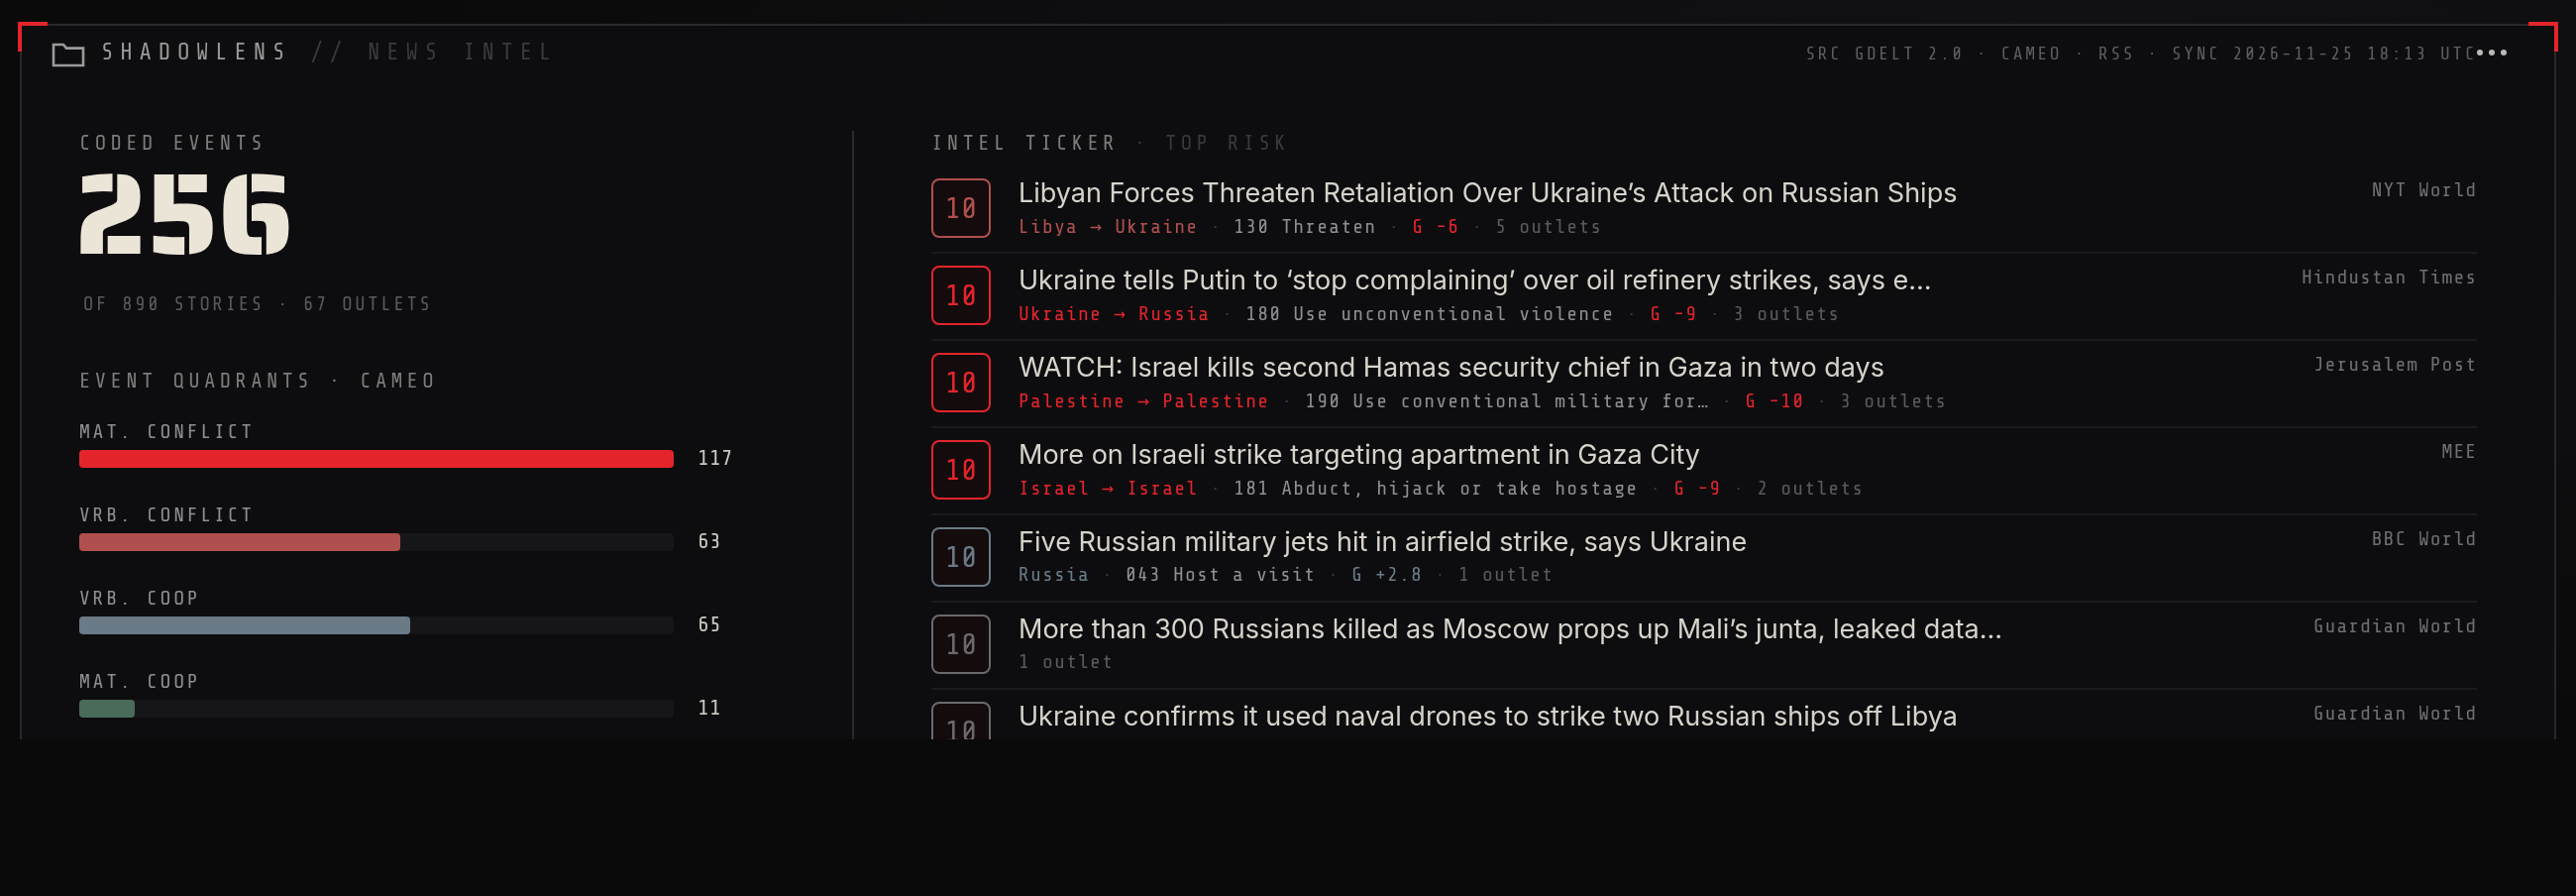 SHADOWLENS // NEWS INTEL
SRC GDELT 2.0 · CAMEO · RSS · SYNC 2026-11-25 18:13 UTC•••
CODED EVENTS
256
OF 890 STORIES · 67 OUTLETS
EVENT QUADRANTS · CAMEO
MAT. CONFLICT
117
VRB. CONFLICT
63
VRB. COOP
65
MAT. COOP
11
INTEL TICKER · TOP RISK
10 Libyan Forces Threaten Retaliation Over Ukraine’s Attack on Russian Ships NYT World
Libya → Ukraine · 130 Threaten · G -6 · 5 outlets
10 Ukraine tells Putin to ‘stop complaining’ over oil refinery strikes, says e… Hindustan Times
Ukraine → Russia · 180 Use unconventional violence · G -9 · 3 outlets
10 WATCH: Israel kills second Hamas security chief in Gaza in two days Jerusalem Post
Palestine → Palestine · 190 Use conventional military for… · G -10 · 3 outlets
10 More on Israeli strike targeting apartment in Gaza City MEE
Israel → Israel · 181 Abduct, hijack or take hostage · G -9 · 2 outlets
10 Five Russian military jets hit in airfield strike, says Ukraine BBC World
Russia · 043 Host a visit · G +2.8 · 1 outlet
10 More than 300 Russians killed as Moscow props up Mali’s junta, leaked data… Guardian World
1 outlet
10 Ukraine confirms it used naval drones to strike two Russian ships off Libya Guardian World